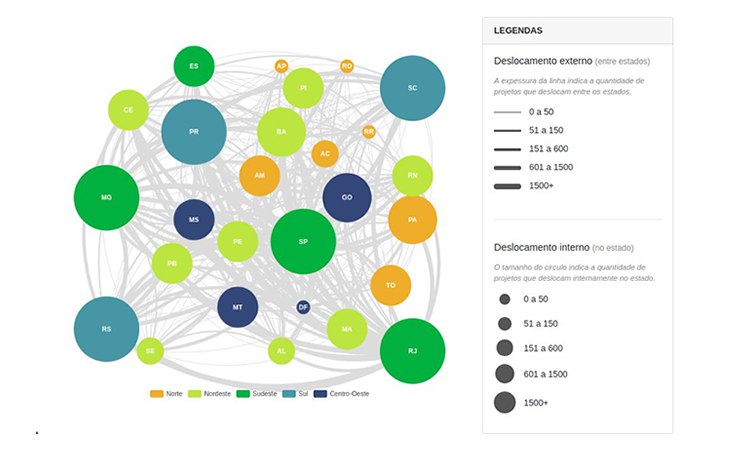 ES
AP
RO
PI
SC
CE
PR
BA
RR
AC
AM
RN
MG
GO
MS
PA
PE
SP
PB
TO
MT
DF
RS
MA
SE
AL
RJ
Norte Nordeste Sudeste Sul Centro-Oeste
LEGENDAS
Deslocamento externo (entre estados)
A expessura da linha indica a quantidade de
projetos que deslocam entre os estados.
0 a 50
51 a 150
151 a 600
601 a 1500
1500+
Deslocamento interno (no estado)
O tamanho do circulo indica a quantidade de
projetos que deslocam internamente no estado.
0 a 50
51 a 150
151 a 600
601 a 1500
1500+